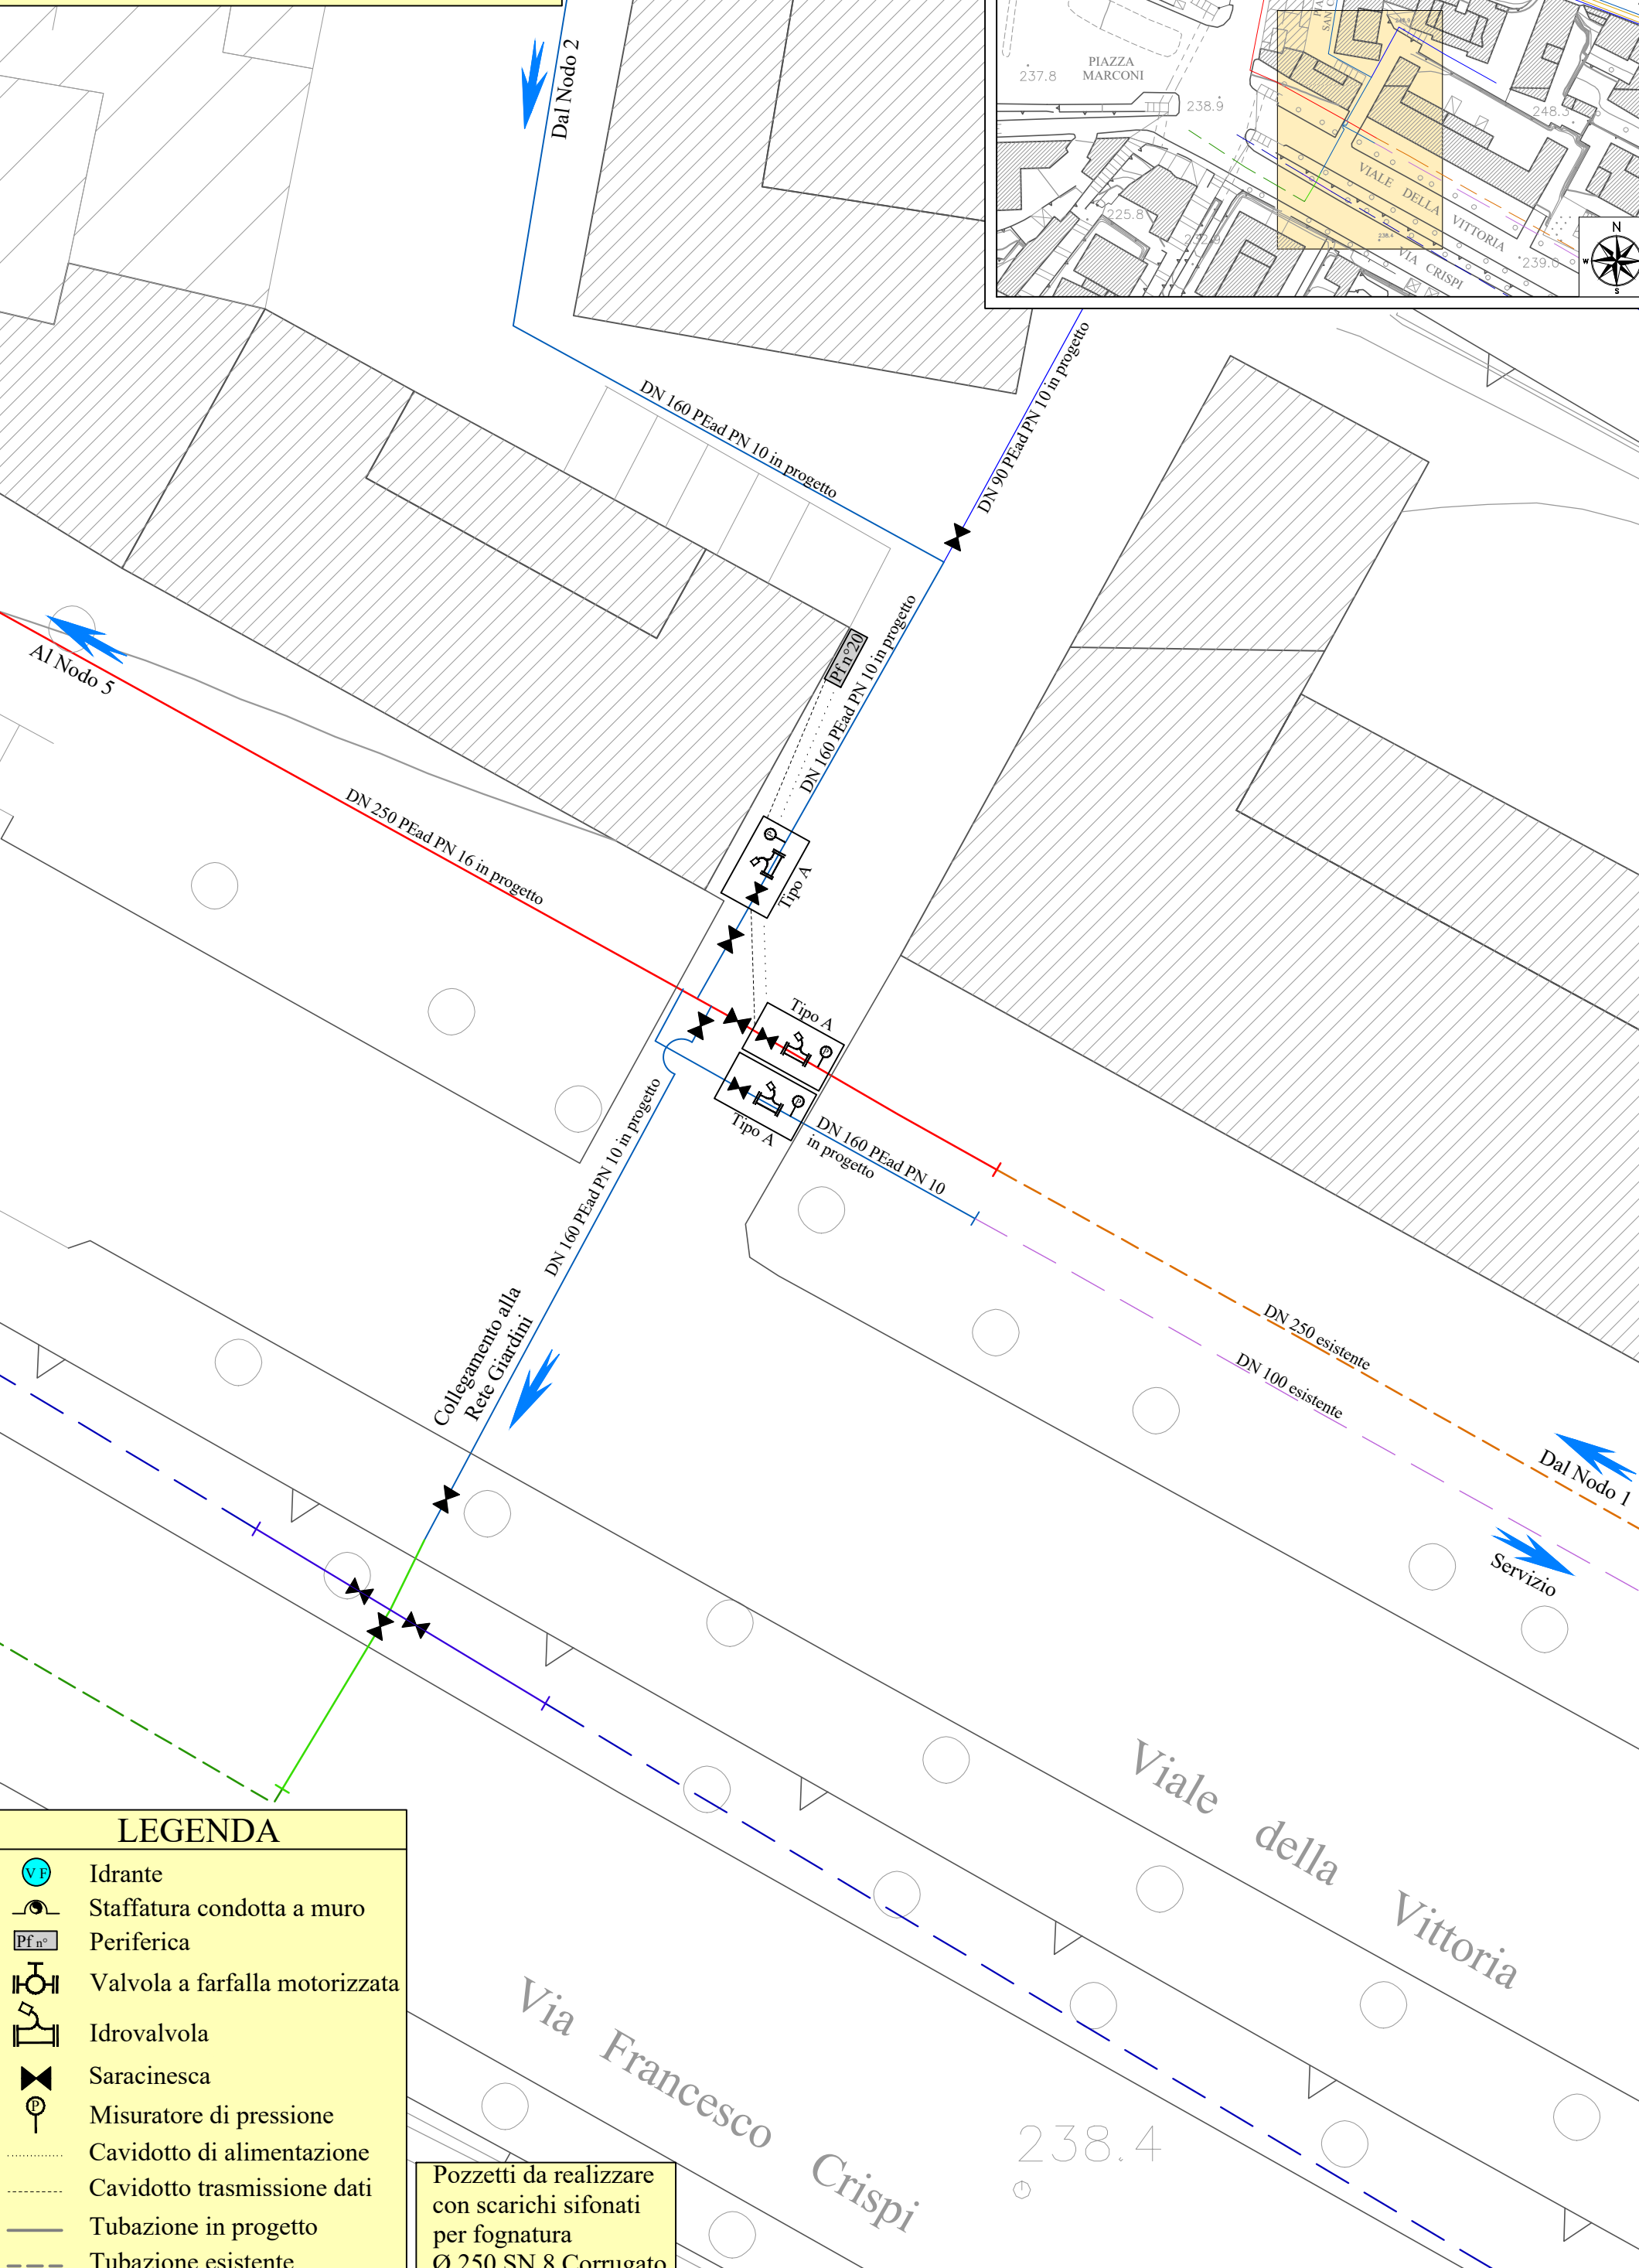 Dal Nodo 2
PIAZZA
MARCONI
237.8
238.9
248.3
225.8
VIALE DELLA VITTORIA
VIA CRISPI
238.4
239.0
N
W
S
DN 160 PEad PN 10 in progetto
DN 90 PEad PN 10 in progetto
Pf n°20
DN 160 PEad PN 10 in progetto
Al Nodo 5
DN 250 PEad PN 16 in progetto
Tipo A
Tipo A
Tipo A
DN 160 PEad PN 10
in progetto
DN 160 PEad PN 10 in progetto
Collegamento alla
Rete Giardini
DN 250 esistente
DN 100 esistente
Dal Nodo 1
Servizio
Viale della Vittoria
Via Francesco Crispi
238.4
LEGENDA
V F
Idrante
Staffatura condotta a muro
Pf n°
Periferica
Valvola a farfalla motorizzata
Idrovalvola
Saracinesca
P
Misuratore di pressione
Cavidotto di alimentazione
Cavidotto trasmissione dati
Tubazione in progetto
Tubazione esistente
Pozzetti da realizzare
con scarichi sifonati
per fognatura
Ø 250 SN 8 Corrugato